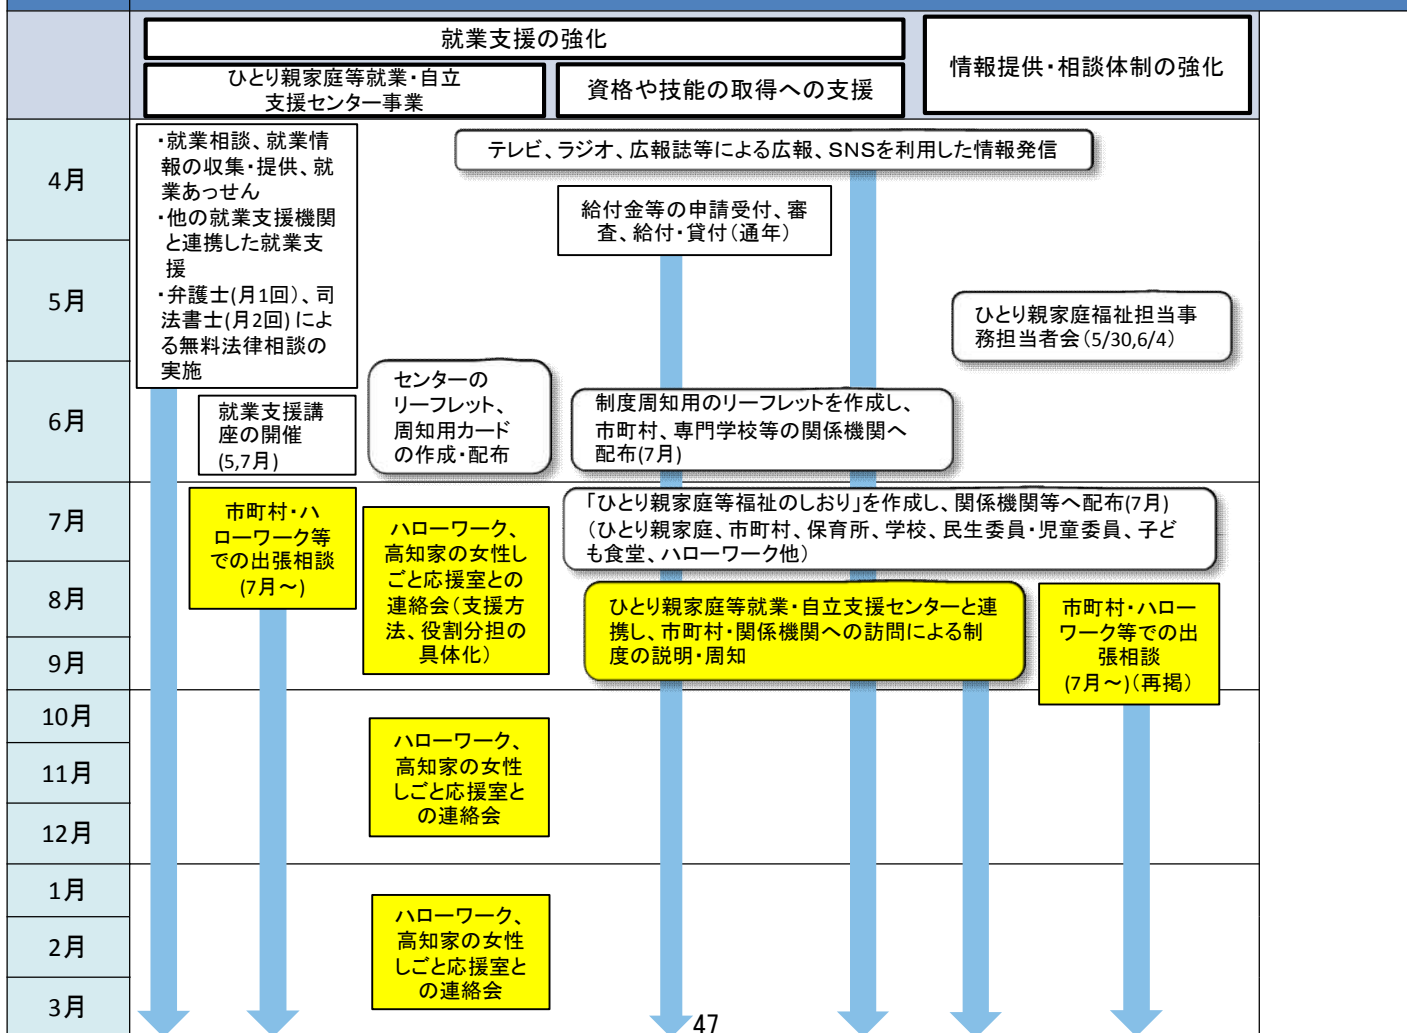 就業支援の強化
ひとり親家庭等就業・自立
支援センター事業
資格や技能の取得への支援
情報提供・相談体制の強化
4月
5月
6月
7月
8月
9月
10月
11月
12月
1月
2月
3月
・就業相談、就業情
報の収集・提供、就
業あっせん
・他の就業支援機関
と連携した就業支
援
・弁護士(月1回)、司
法書士(月2回)によ
る無料法律相談の
実施
テレビ、ラジオ、広報誌等による広報、SNSを利用した情報発信
給付金等の申請受付、審
査、給付・貸付(通年)
ひとり親家庭福祉担当事
務担当者会(5/30,6/4)
就業支援講
座の開催
(5,7月)
センターの
リーフレット、
周知用カード
の作成・配布
制度周知用のリーフレットを作成し、
市町村、専門学校等の関係機関へ
配布(7月)
市町村・ハ
ローワーク等
での出張相談
(7月～)
ハローワーク、
高知家の女性し
ごと応援室との
連絡会(支援方
法、役割分担の
具体化)
「ひとり親家庭等福祉のしおり」を作成し、関係機関等へ配布(7月)
(ひとり親家庭、市町村、保育所、学校、民生委員・児童委員、子ど
も食堂、ハローワーク他)
ひとり親家庭等就業・自立支援センターと連
携し、市町村・関係機関への訪問による制
度の説明・周知
市町村・ハロー
ワーク等での出
張相談
(7月～)(再掲)
ハローワーク、
高知家の女性
しごと応援室と
の連絡会
ハローワーク、
高知家の女性
しごと応援室と
の連絡会
47